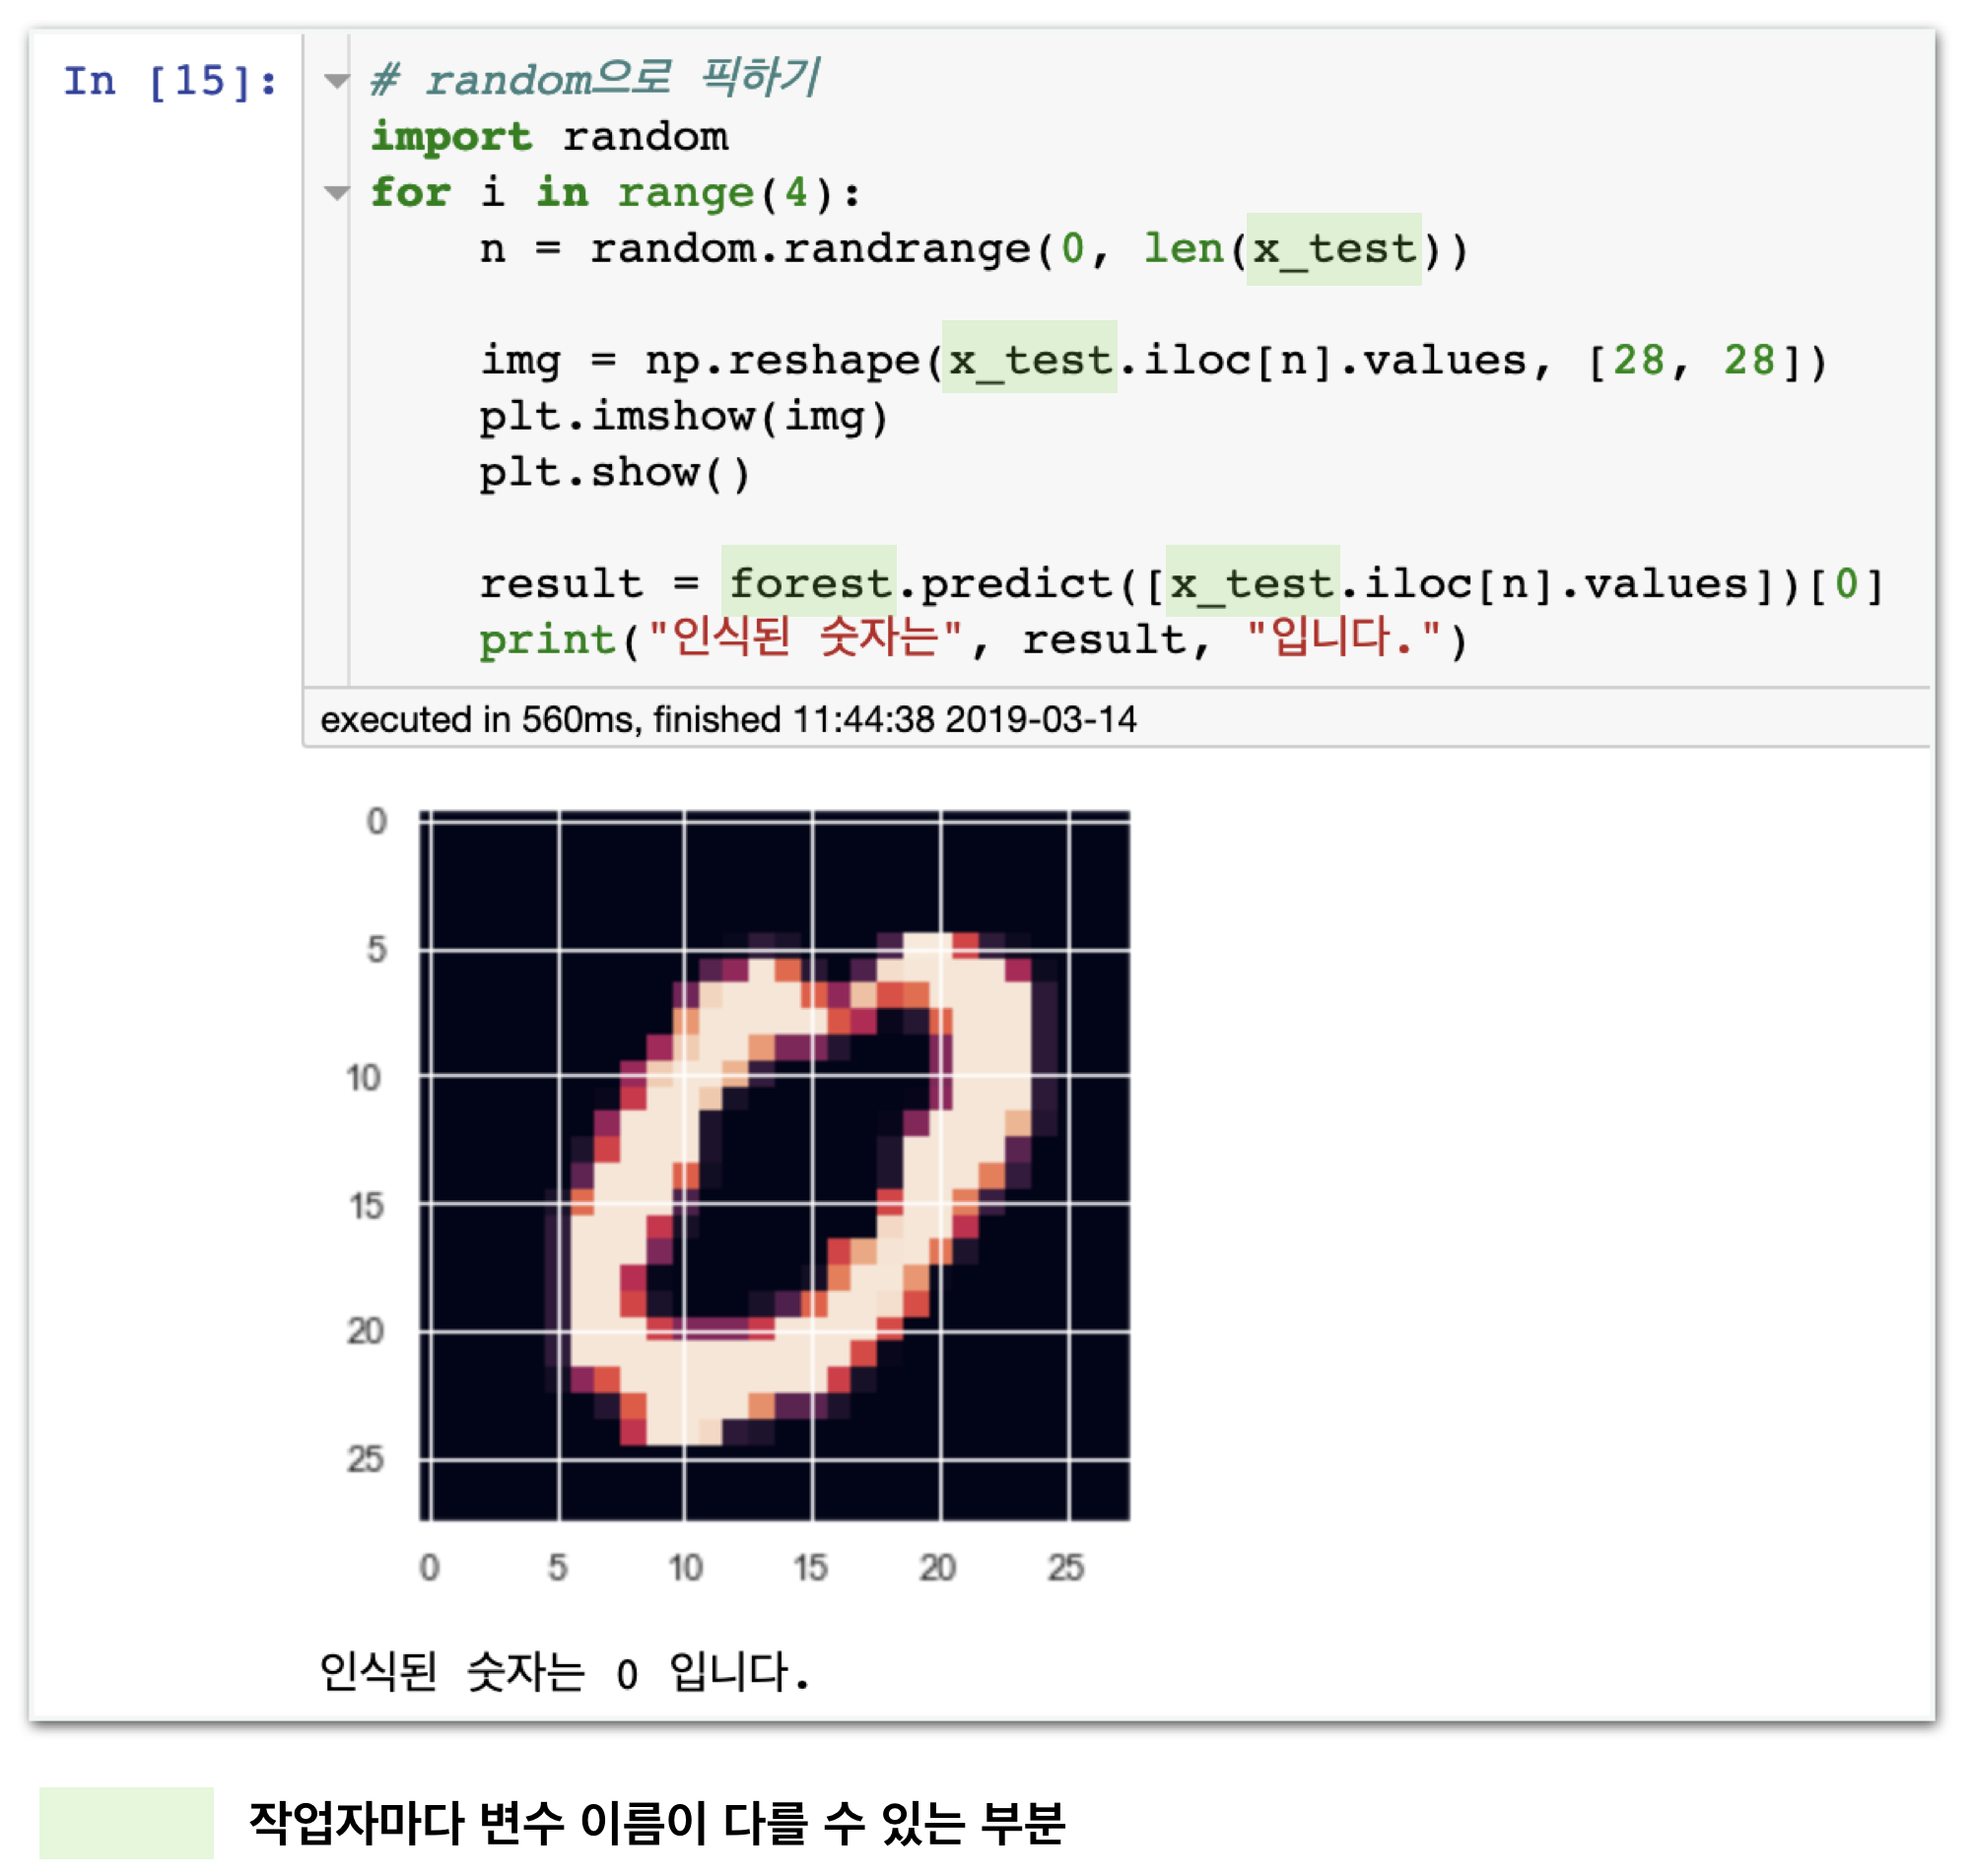 In [15]:
# random으로 픽하기
import random
for i in range(4):
    n = random.randrange(0, len(x_test))
    img = np.reshape(x_test.iloc[n].values, [28, 28])
    plt.imshow(img)
    plt.show()
    result = forest.predict([x_test.iloc[n].values])[0]
    print("인식된 숫자는", result, "입니다.")
executed in 560ms, finished 11:44:38 2019-03-14
0
5
10
15
20
25
0 5 10 15 20 25
인식된 숫자는 0 입니다.
작업자마다 변수 이름이 다를 수 있는 부분